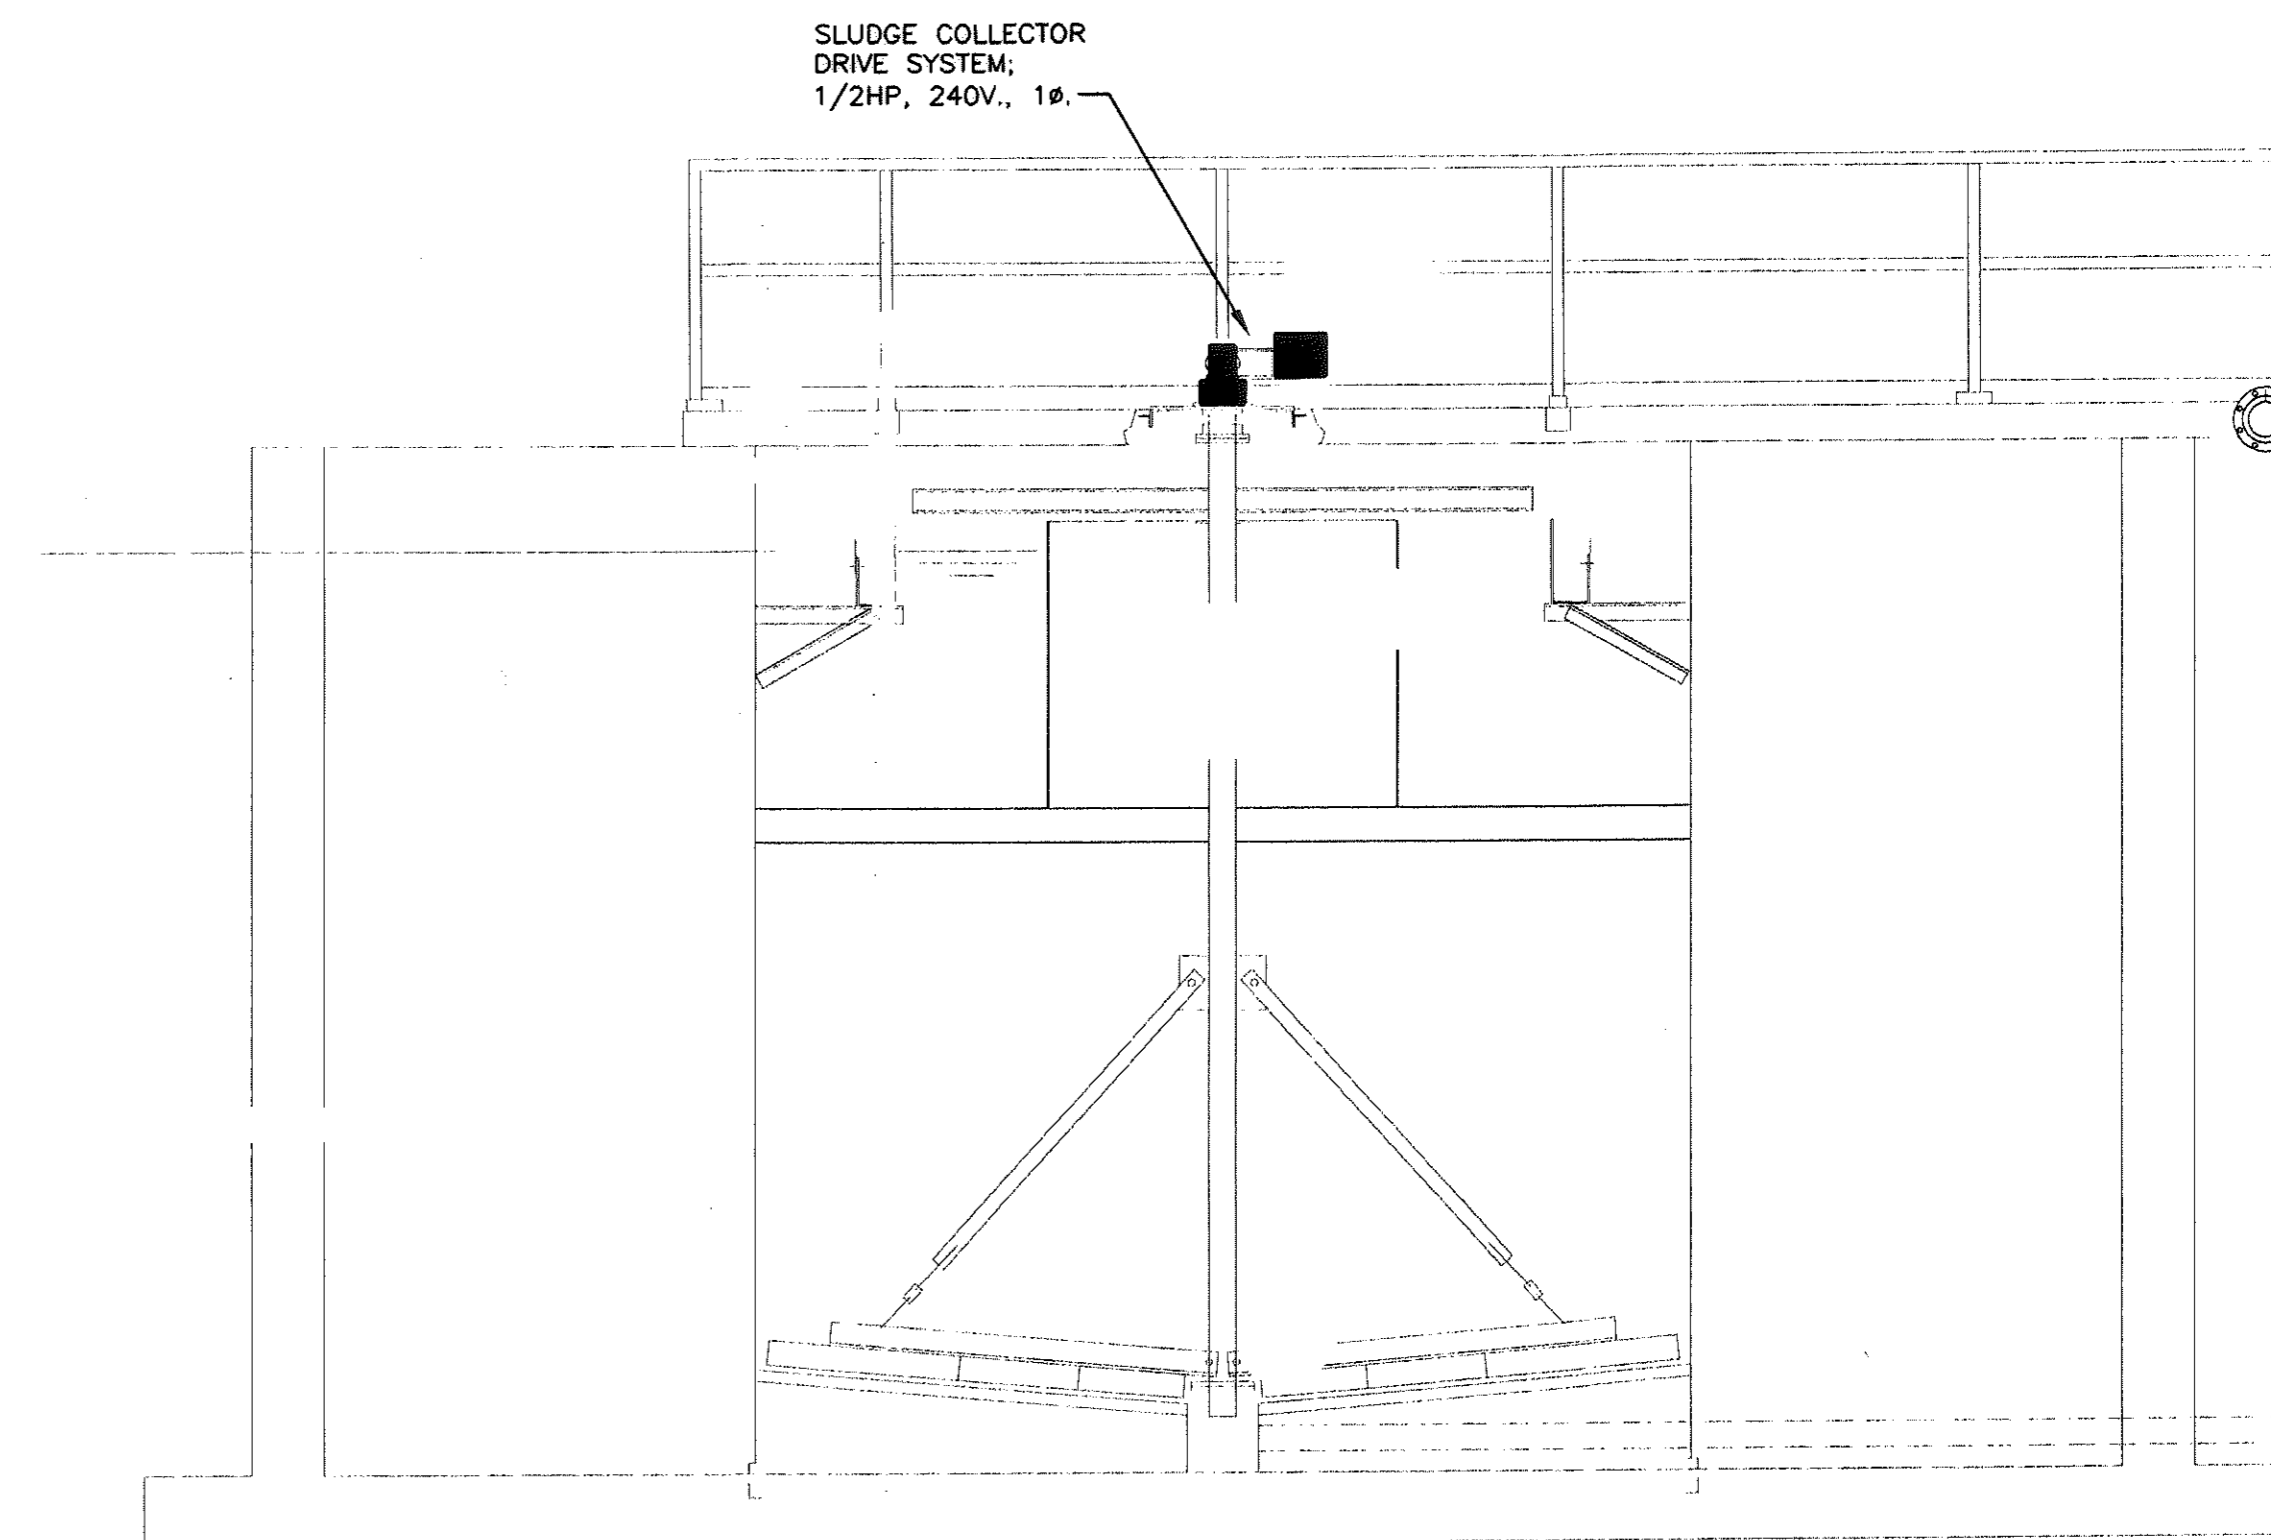 SLUDGE COLLECTOR
DRIVE SYSTEM;
1/2HP, 240V., 1ø.